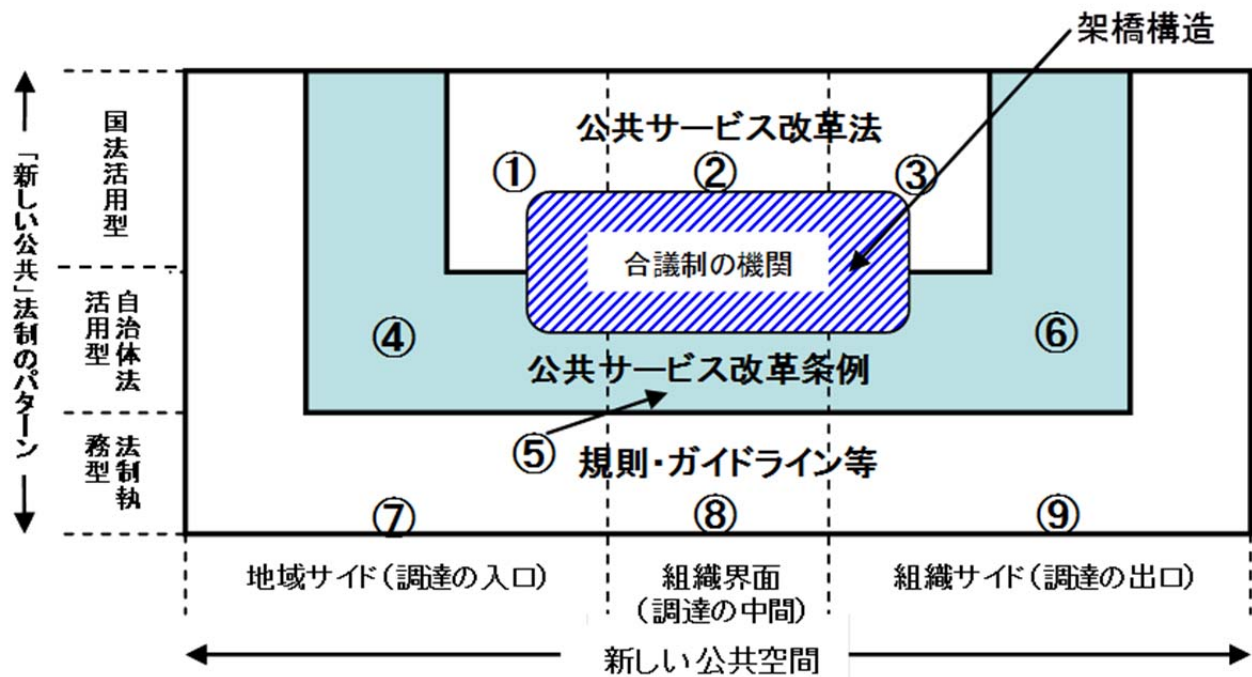 架橋構造
「新しい公共」法制のパターン
国法活用型
公共サービス改革法
①
②
③
合議制の機関
自治体法
活用型
④
⑥
公共サービス改革条例
法制執
務型
⑤
規則・ガイドライン等
⑦
⑧
⑨
地域サイド（調達の入口）
組織界面
（調達の中間）
組織サイド（調達の出口）
新しい公共空間